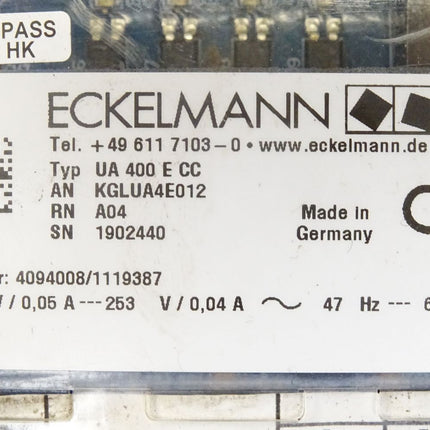 PASS
HK
ECKELMANN
Tel. +49 611 7103-0 • www.eckelmann.de
Typ UA 400 E CC
AN KGLUA4E012
RN A04
SN 1902440
Made in
Germany
r: 4094008/1119387
V / 0,05 A --- 253 V / 0,04 A ~ 47 Hz --- 6